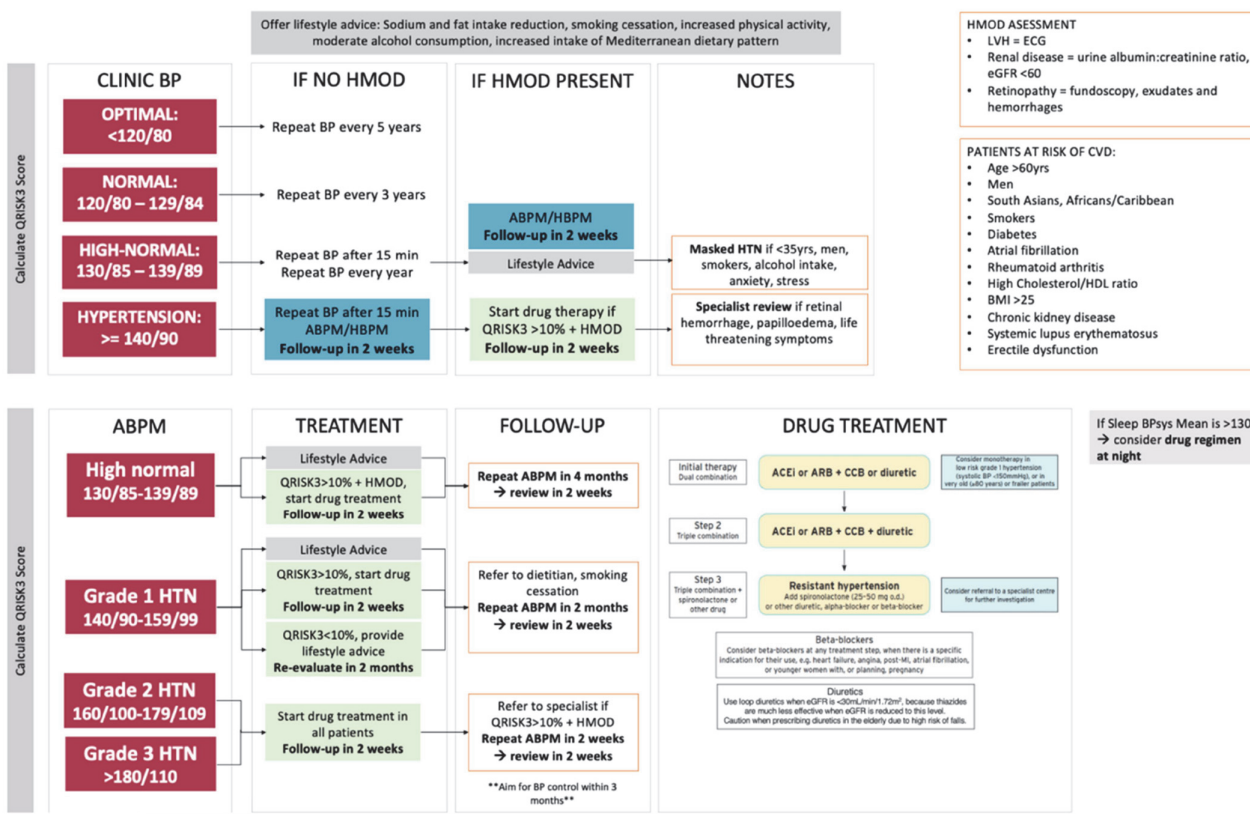 Offer lifestyle advice: Sodium and fat intake reduction, smoking cessation, increased physical activity,
moderate alcohol consumption, increased intake of Mediterranean dietary pattern
Calculate QRISK3 Score
CLINIC BP
IF NO HMOD
IF HMOD PRESENT
NOTES
OPTIMAL:
<120/80
Repeat BP every 5 years
NORMAL:
120/80 – 129/84
Repeat BP every 3 years
HIGH-NORMAL:
130/85 – 139/89
Repeat BP after 15 min
Repeat BP every year
ABPM/HBPM
Follow-up in 2 weeks
Lifestyle Advice
Masked HTN if <35yrs, men,
smokers, alcohol intake,
anxiety, stress
HYPERTENSION:
>= 140/90
Repeat BP after 15 min
ABPM/HBPM
Follow-up in 2 weeks
Start drug therapy if
QRISK3 >10% + HMOD
Follow-up in 2 weeks
Specialist review if retinal
hemorrhage, papilloedema, life
threatening symptoms
HMOD ASESSMENT
• LVH = ECG
• Renal disease = urine albumin:creatinine ratio,
eGFR <60
• Retinopathy = fundoscopy, exudates and
hemorrhages
PATIENTS AT RISK OF CVD:
• Age >60yrs
• Men
• South Asians, Africans/Caribbean
• Smokers
• Diabetes
• Atrial fibrillation
• Rheumatoid arthritis
• High Cholesterol/HDL ratio
• BMI >25
• Chronic kidney disease
• Systemic lupus erythematosus
• Erectile dysfunction
Calculate QRISK3 Score
ABPM
TREATMENT
FOLLOW-UP
DRUG TREATMENT
High normal
130/85-139/89
Lifestyle Advice
QRISK3>10% + HMOD,
start drug treatment
Follow-up in 2 weeks
Repeat ABPM in 4 months
→ review in 2 weeks
Grade 1 HTN
140/90-159/99
Lifestyle Advice
QRISK3>10%, start drug
treatment
Follow-up in 2 weeks
QRISK3<10%, provide
lifestyle advice
Re-evaluate in 2 months
Refer to dietitian, smoking
cessation
Repeat ABPM in 2 months
→ review in 2 weeks
Grade 2 HTN
160/100-179/109
Grade 3 HTN
>180/110
Start drug treatment in
all patients
Follow-up in 2 weeks
Refer to specialist if
QRISK3>10% + HMOD
Repeat ABPM in 2 weeks
→ review in 2 weeks
**Aim for BP control within 3
months**
Initial therapy
Dual combination
ACEi or ARB + CCB or diuretic
Consider monotherapy in
low risk grade 1 hypertension
(systolic BP <150mmHg), or in
very old (≥80 years) or frailer patients
Step 2
Triple combination
ACEi or ARB + CCB + diuretic
Step 3
Triple combination +
spironolactone or
other drug
Resistant hypertension
Add spironolactone (25–50 mg o.d.)
or other diuretic, alpha-blocker or beta-blocker
Consider referral to a specialist centre
for further investigation
Beta-blockers
Consider beta-blockers at any treatment step, when there is a specific
indication for their use, e.g. heart failure, angina, post-MI, atrial fibrillation,
or younger women with, or planning, pregnancy
Diuretics
Use loop diuretics when eGFR is <30mL/min/1.72m², because thiazides
are much less effective when eGFR is reduced to this level.
Caution when prescribing diuretics in the elderly due to high risk of falls.
If Sleep BPsys Mean is >130
→ consider drug regimen
at night